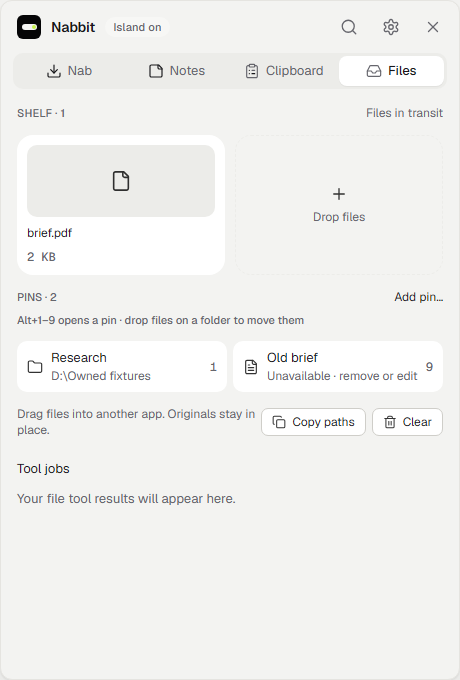 Nabbit
Island on
Nab
Notes
Clipboard
Files
SHELF · 1
Files in transit
brief.pdf
2 KB
Drop files
PINS · 2
Add pin...
Alt+1–9 opens a pin · drop files on a folder to move them
Research
D:\Owned fixtures
1
Old brief
Unavailable · remove or edit
9
Drag files into another app. Originals stay in
place.
Copy paths
Clear
Tool jobs
Your file tool results will appear here.